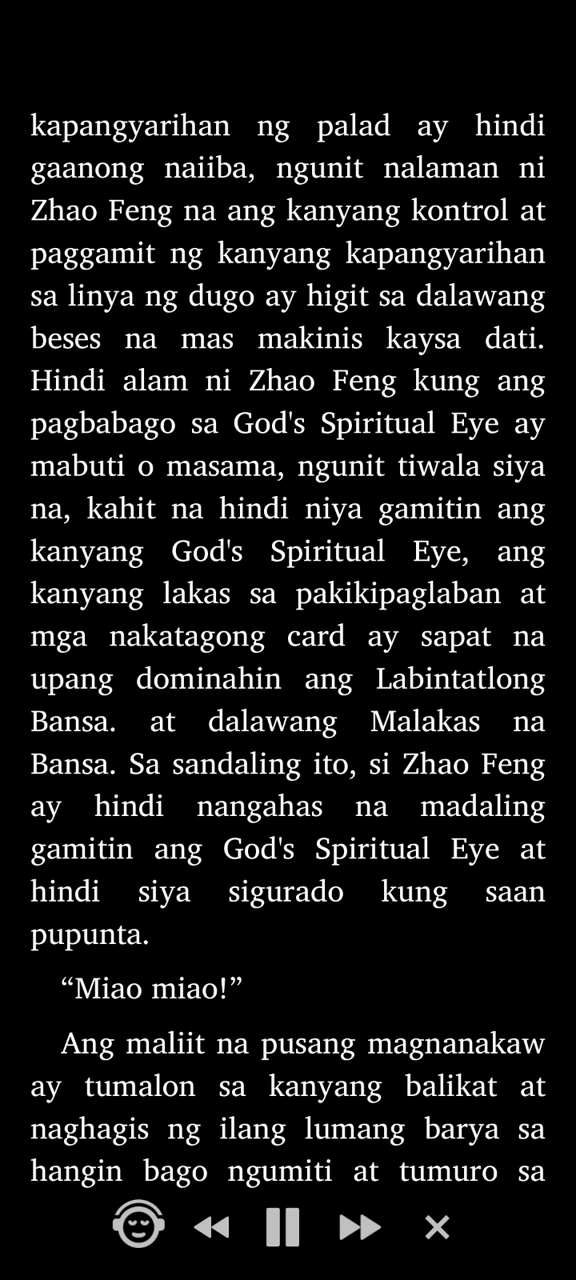 kapangyarihan ng palad ay hindi
gaanong naiiba, ngunit nalaman ni
Zhao Feng na ang kanyang kontrol at
paggamit ng kanyang kapangyarihan
sa linya ng dugo ay higit sa dalawang
beses na mas makinis kaysa dati.
Hindi alam ni Zhao Feng kung ang
pagbabago sa God's Spiritual Eye ay
mabuti o masama, ngunit tiwala siya
na, kahit na hindi niya gamitin ang
kanyang God's Spiritual Eye, ang
kanyang lakas sa pakikipaglaban at
mga nakatagong card ay sapat na
upang dominahin ang Labintatlong
Bansa. at dalawang Malakas na
Bansa. Sa sandaling ito, si Zhao Feng
ay hindi nangahas na madaling
gamitin ang God's Spiritual Eye at
hindi siya sigurado kung saan
pupunta.
“Miao miao!”
Ang maliit na pusang magnanakaw
ay tumalon sa kanyang balikat at
naghagis ng ilang lumang barya sa
hangin bago ngumiti at tumuro sa